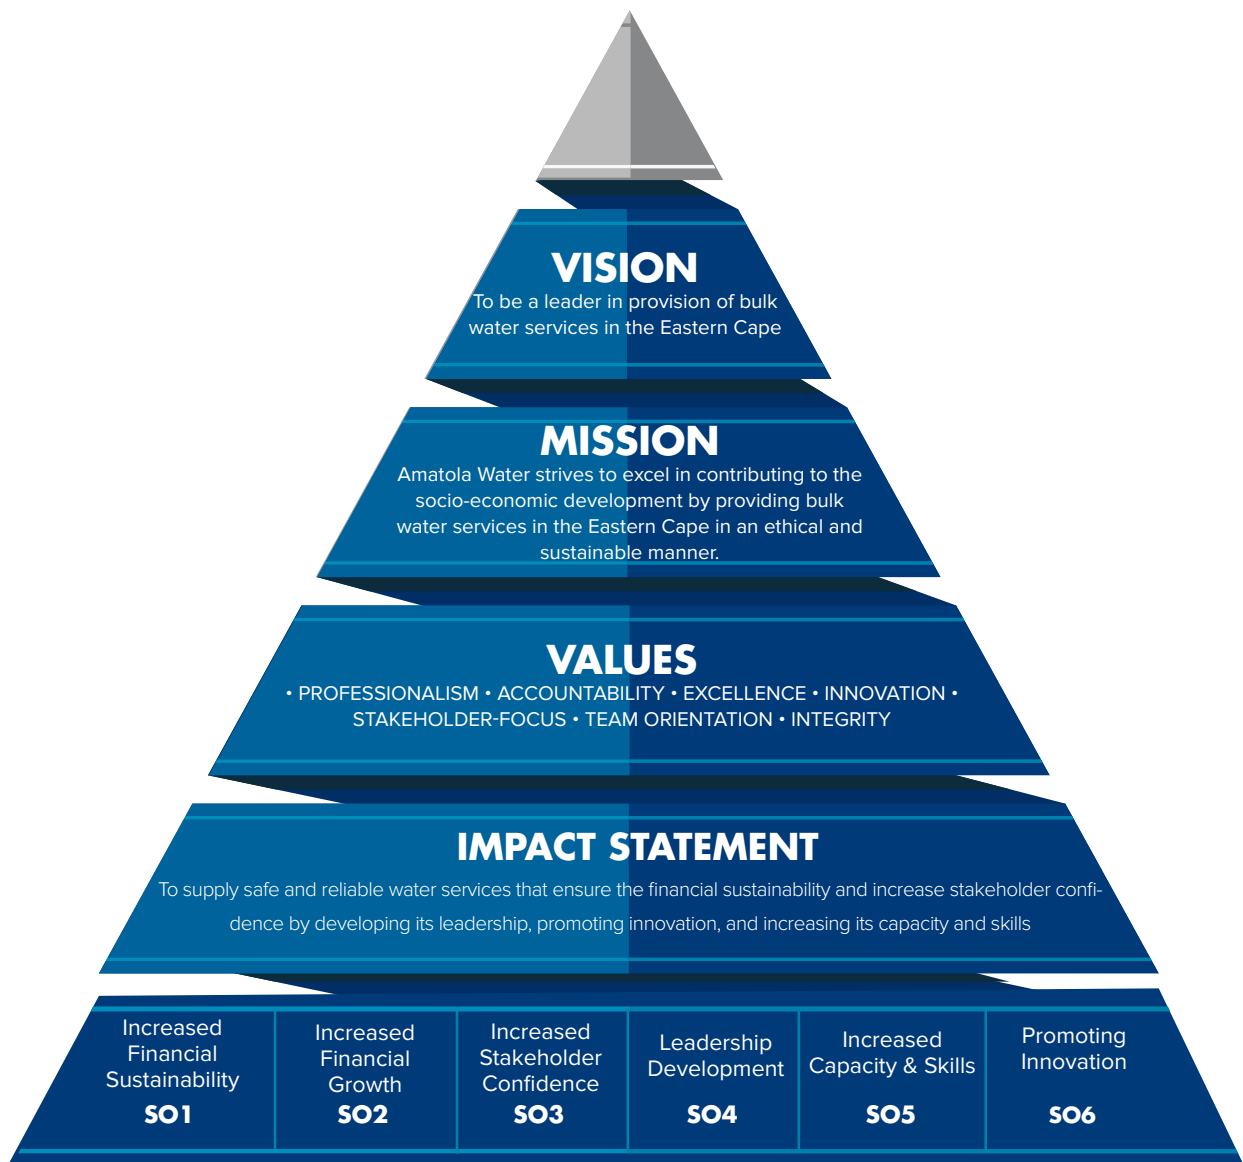 VISION
To be a leader in provision of bulk
water services in the Eastern Cape
MISSION
Amatola Water strives to excel in contributing to the
socio-economic development by providing bulk
water services in the Eastern Cape in an ethical and
sustainable manner.
VALUES
• PROFESSIONALISM • ACCOUNTABILITY • EXCELLENCE • INNOVATION •
STAKEHOLDER-FOCUS • TEAM ORIENTATION • INTEGRITY
IMPACT STATEMENT
To supply safe and reliable water services that ensure the financial sustainability and increase stakeholder confi-
dence by developing its leadership, promoting innovation, and increasing its capacity and skills
Increased
Financial
Sustainability
SO1
Increased
Financial
Growth
SO2
Increased
Stakeholder
Confidence
SO3
Leadership
Development
SO4
Increased
Capacity & Skills
SO5
Promoting
Innovation
SO6